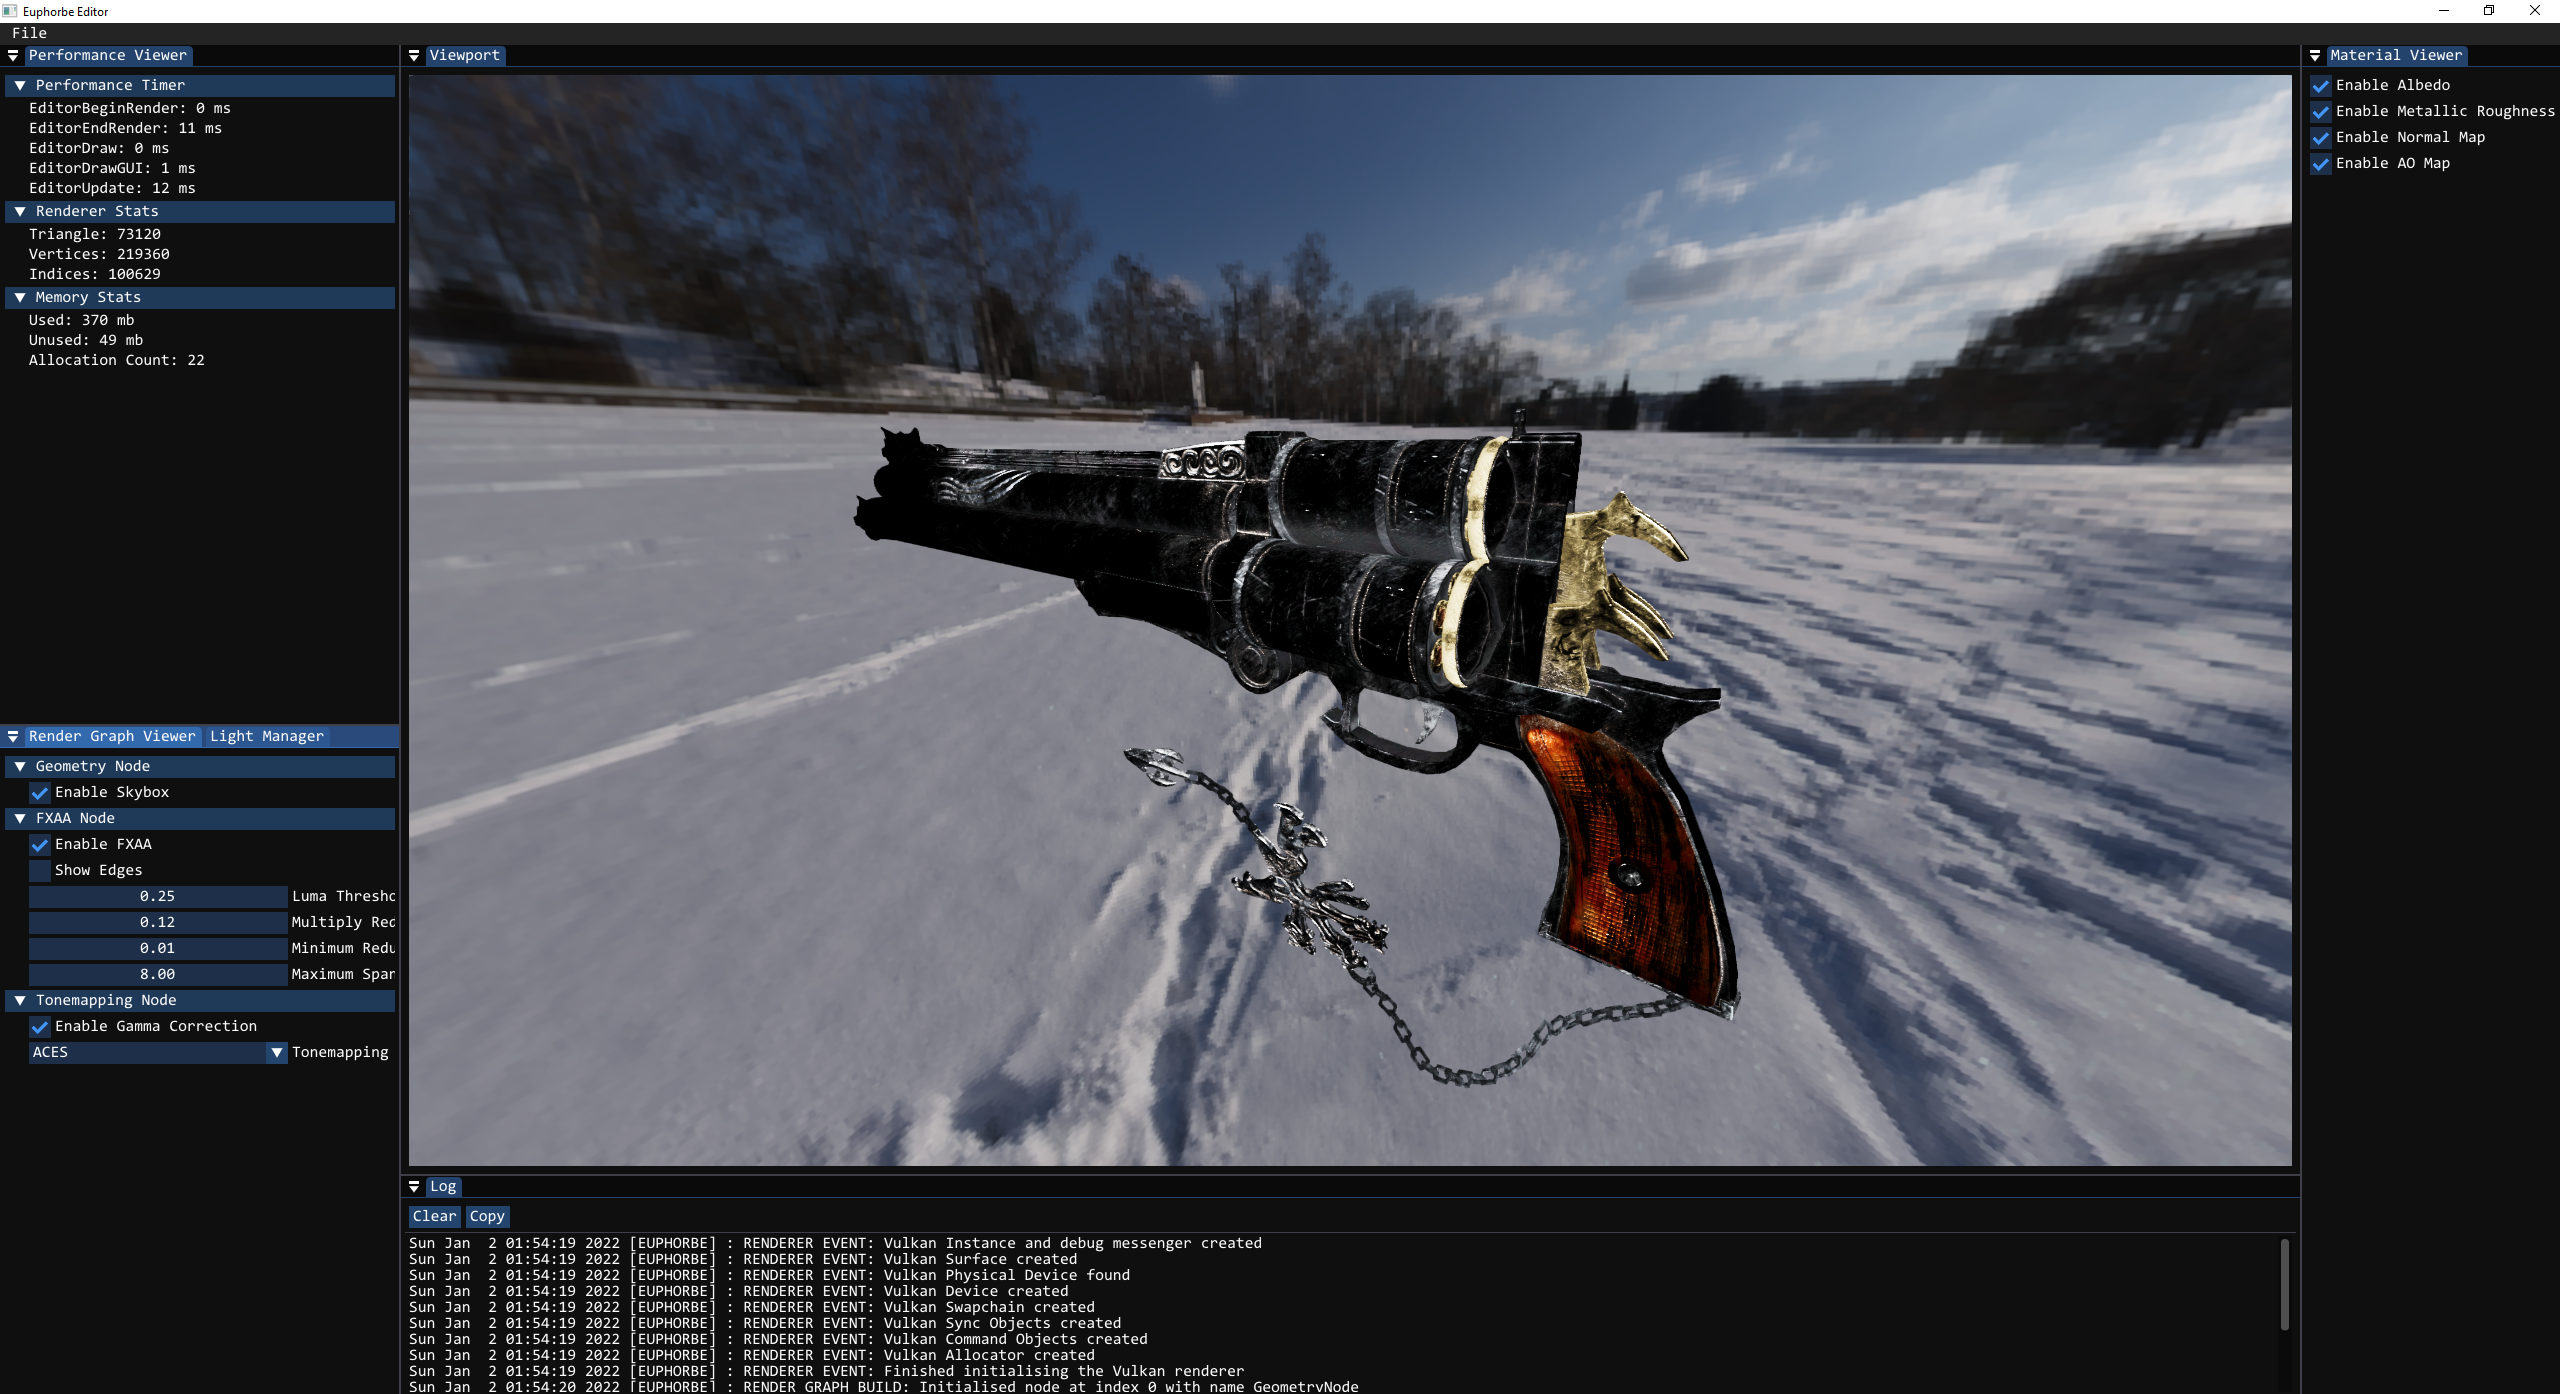 Euphorbe Editor
File
Performance Viewer
Performance Timer
EditorBeginRender: 0 ms
EditorEndRender: 11 ms
EditorDraw: 0 ms
EditorDrawGUI: 1 ms
EditorUpdate: 12 ms
Renderer Stats
Triangle: 73120
Vertices: 219360
Indices: 100629
Memory Stats
Used: 370 mb
Unused: 49 mb
Allocation Count: 22
Render Graph Viewer Light Manager
Geometry Node
Enable Skybox
FXAA Node
Enable FXAA
Show Edges
0.25 Luma Thresho
0.12 Multiply Red
0.01 Minimum Redu
8.00 Maximum Span
Tonemapping Node
Enable Gamma Correction
ACES Tonemapping
Viewport
Log
Clear Copy
Sun Jan  2 01:54:19 2022 [EUPHORBE] : RENDERER EVENT: Vulkan Instance and debug messenger created
Sun Jan  2 01:54:19 2022 [EUPHORBE] : RENDERER EVENT: Vulkan Surface created
Sun Jan  2 01:54:19 2022 [EUPHORBE] : RENDERER EVENT: Vulkan Physical Device found
Sun Jan  2 01:54:19 2022 [EUPHORBE] : RENDERER EVENT: Vulkan Device created
Sun Jan  2 01:54:19 2022 [EUPHORBE] : RENDERER EVENT: Vulkan Swapchain created
Sun Jan  2 01:54:19 2022 [EUPHORBE] : RENDERER EVENT: Vulkan Sync Objects created
Sun Jan  2 01:54:19 2022 [EUPHORBE] : RENDERER EVENT: Vulkan Command Objects created
Sun Jan  2 01:54:19 2022 [EUPHORBE] : RENDERER EVENT: Vulkan Allocator created
Sun Jan  2 01:54:19 2022 [EUPHORBE] : RENDERER EVENT: Finished initialising the Vulkan renderer
Sun Jan  2 01:54:20 2022 [EUPHORBE] : RENDER GRAPH BUILD: Initialised node at index 0 with name GeometryNode
Material Viewer
Enable Albedo
Enable Metallic Roughness
Enable Normal Map
Enable AO Map